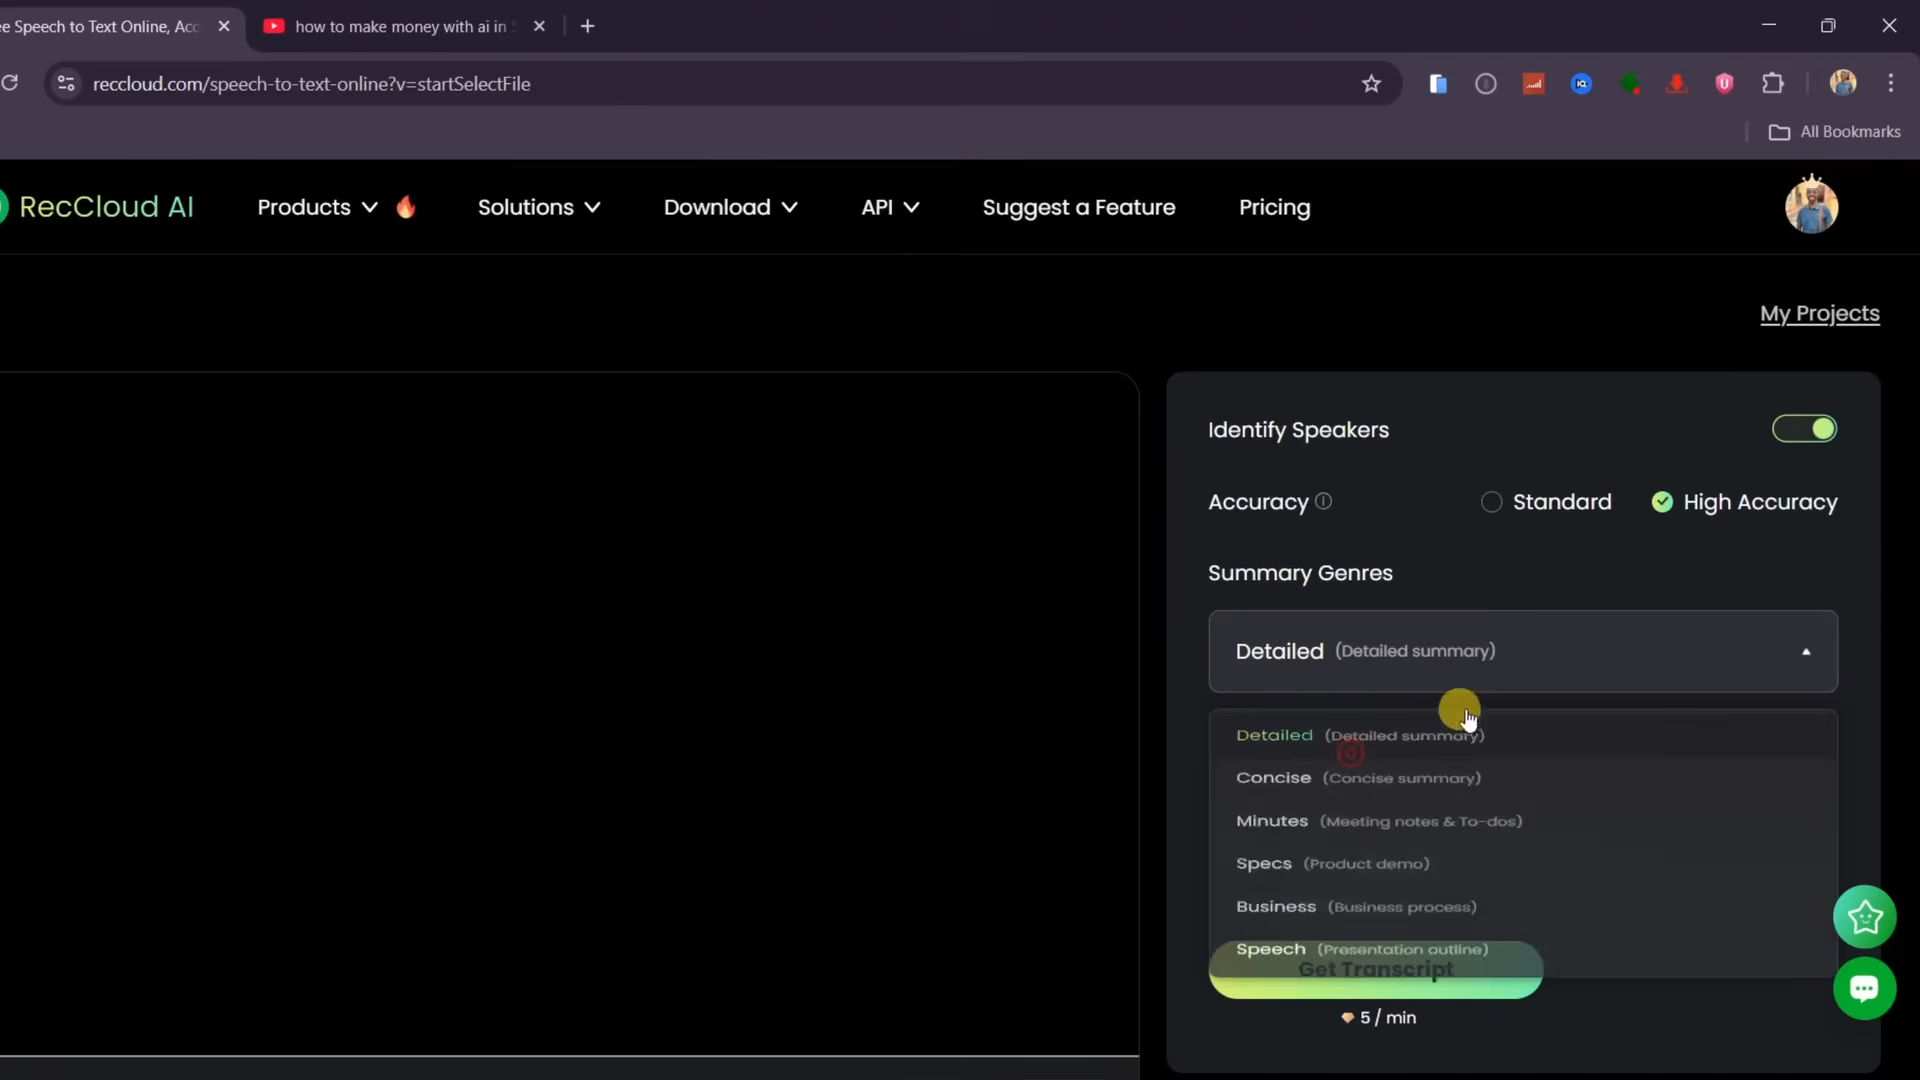 e Speech to Text Online, Acc
how to make money with ai in
reccloud.com/speech-to-text-online?v=startSelectFile
All Bookmarks
RecCloud AI
Products
Solutions
Download
API
Suggest a Feature
Pricing
My Projects
Identify Speakers
Accuracy
Standard
High Accuracy
Summary Genres
Detailed (Detailed summary)
Detailed (Detailed summary)
Concise (Concise summary)
Minutes (Meeting notes & To-dos)
Specs (Product demo)
Business (Business process)
Speech (Presentation outline)
Get Transcript
5 / min